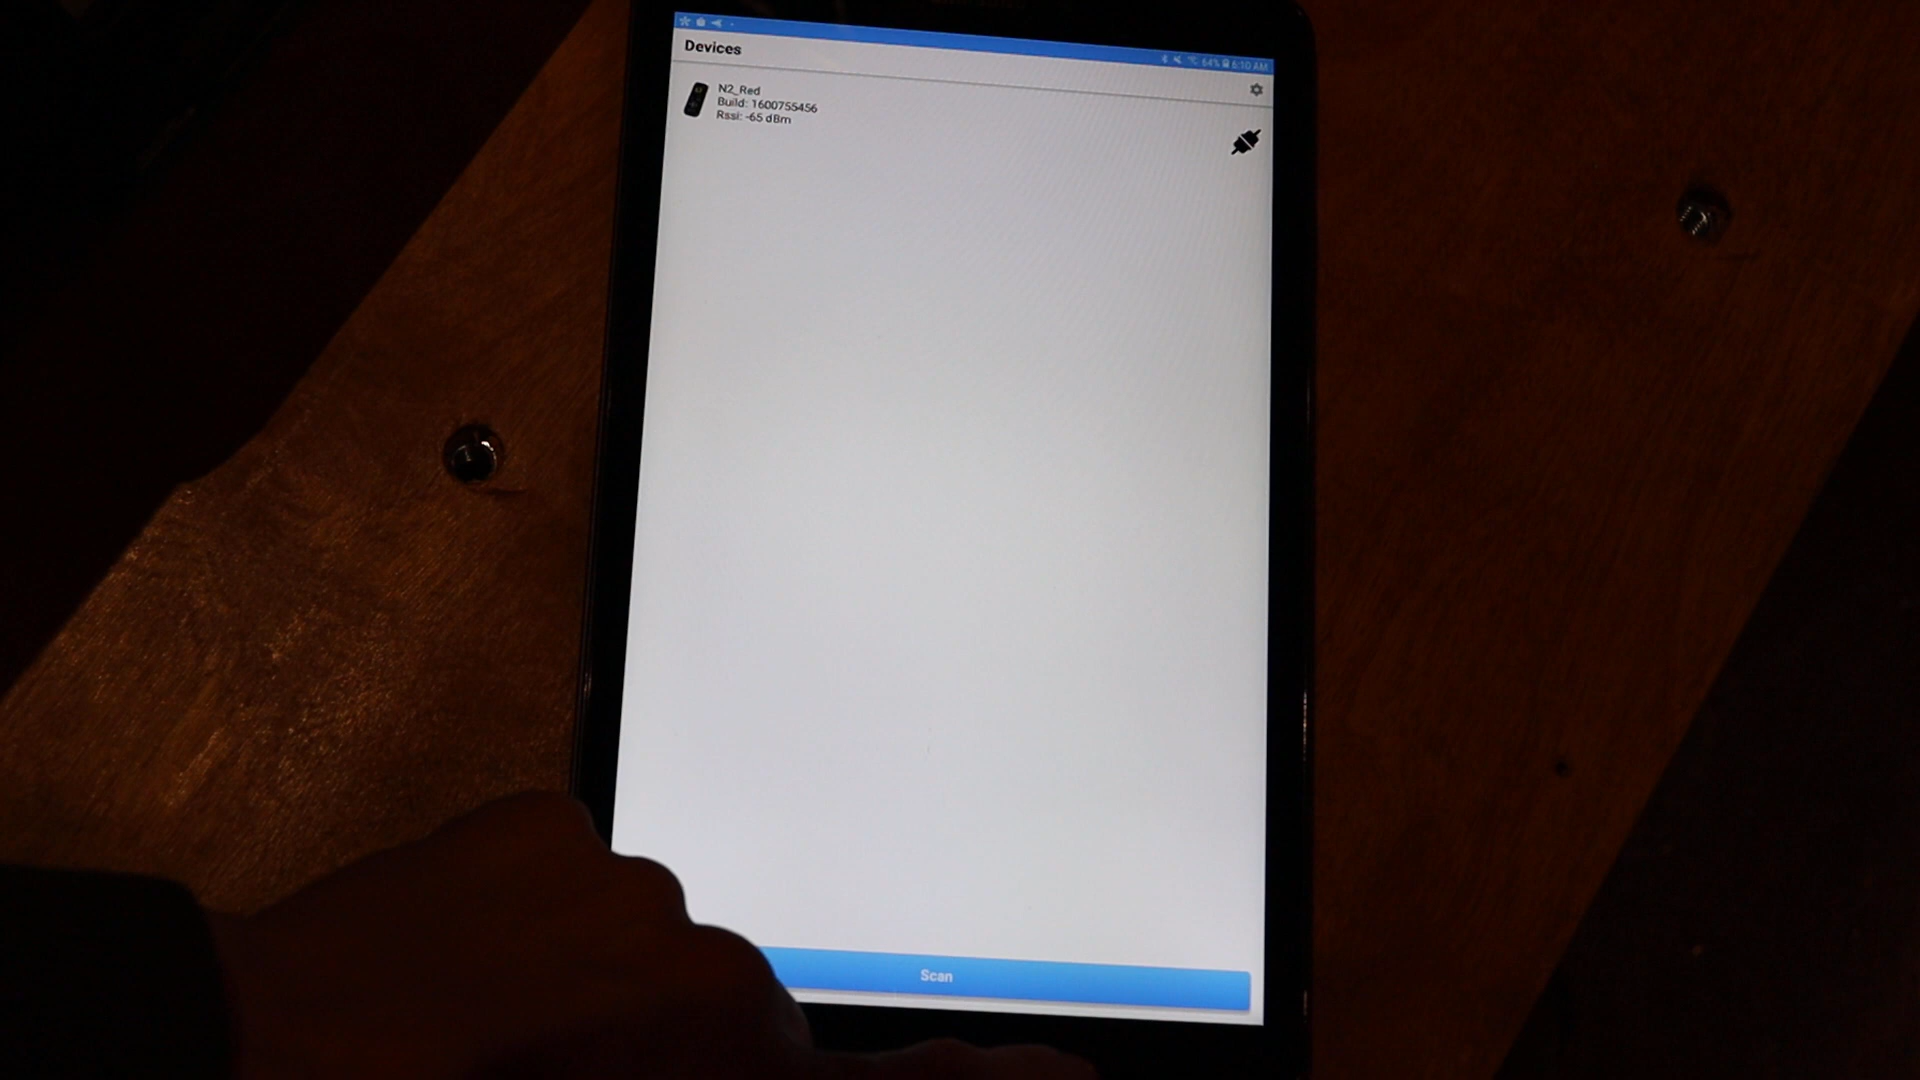 64% 6:10 AM
Devices
N2_Red
Build: 1600755456
Rssi: -65 dBm
Scan